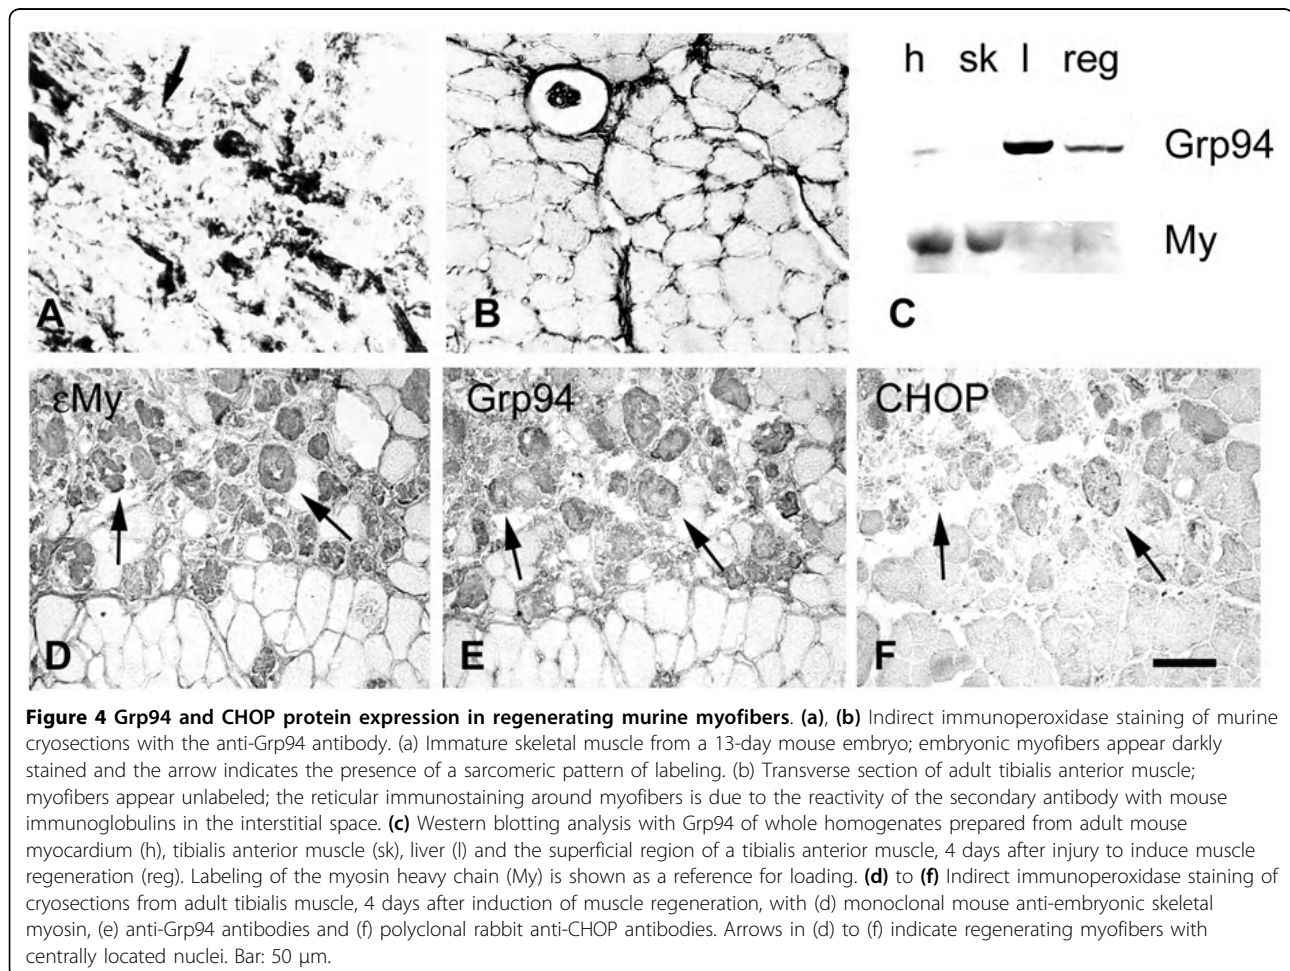 h sk l reg
Grp94
My
A
B
C
εMy
Grp94
CHOP
D
E
F
Figure 4 Grp94 and CHOP protein expression in regenerating murine myofibers. (a), (b) Indirect immunoperoxidase staining of murine
cryosections with the anti-Grp94 antibody. (a) Immature skeletal muscle from a 13-day mouse embryo; embryonic myofibers appear darkly
stained and the arrow indicates the presence of a sarcomeric pattern of labeling. (b) Transverse section of adult tibialis anterior muscle;
myofibers appear unlabeled; the reticular immunostaining around myofibers is due to the reactivity of the secondary antibody with mouse
immunoglobulins in the interstitial space. (c) Western blotting analysis with Grp94 of whole homogenates prepared from adult mouse
myocardium (h), tibialis anterior muscle (sk), liver (l) and the superficial region of a tibialis anterior muscle, 4 days after injury to induce muscle
regeneration (reg). Labeling of the myosin heavy chain (My) is shown as a reference for loading. (d) to (f) Indirect immunoperoxidase staining of
cryosections from adult tibialis muscle, 4 days after induction of muscle regeneration, with (d) monoclonal mouse anti-embryonic skeletal
myosin, (e) anti-Grp94 antibodies and (f) polyclonal rabbit anti-CHOP antibodies. Arrows in (d) to (f) indicate regenerating myofibers with
centrally located nuclei. Bar: 50 μm.